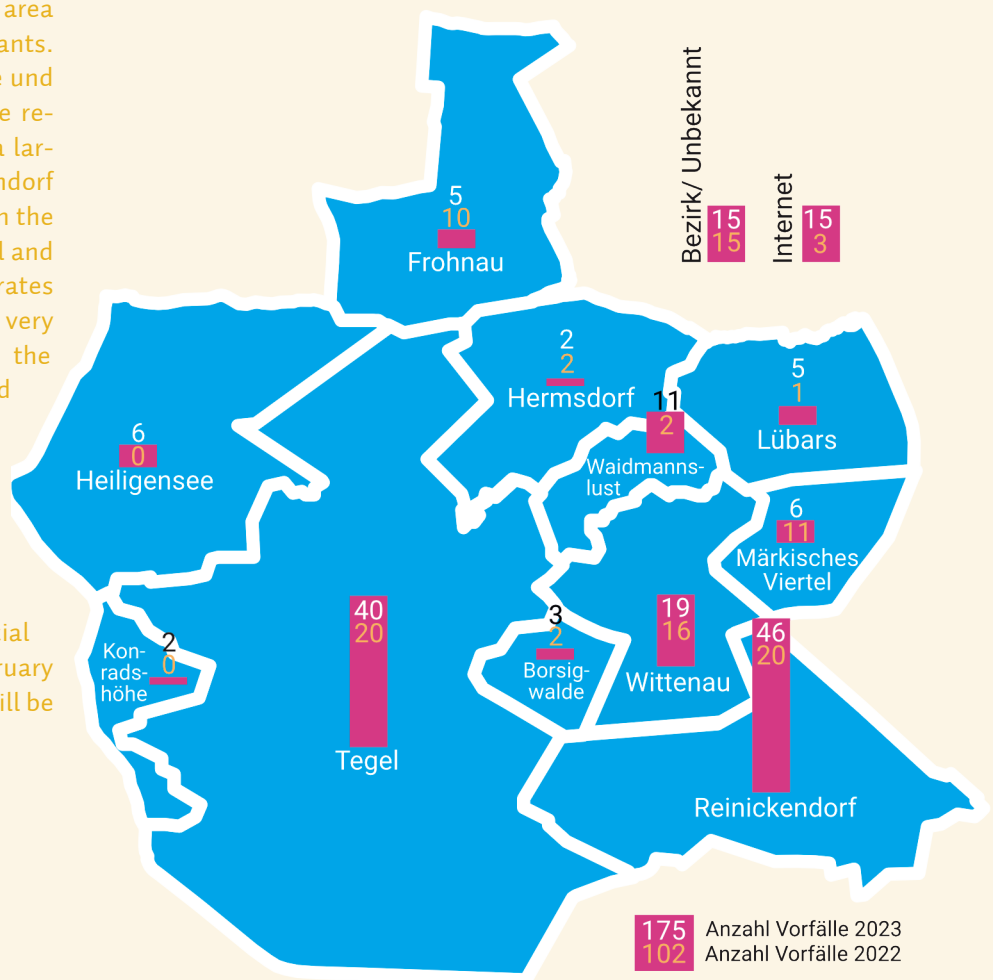 area
ants.
e und
e re-
lar-
ndorf
n the
l and
rates
very
the
d
ial
ruary
ill be
5
10
Frohnau
Bezirk/ Unbekannt
15
15
Internet
15
3
2
2
Hermsdorf
11
2
Waidmanns-
lust
5
1
Lübars
6
0
Heiligensee
6
11
Märkisches
Viertel
2
0
Kon-
rads-
höhe
40
20
Tegel
3
2
Borsig-
walde
19
16
Wittenau
46
20
Reinickendorf
175 Anzahl Vorfälle 2023
102 Anzahl Vorfälle 2022